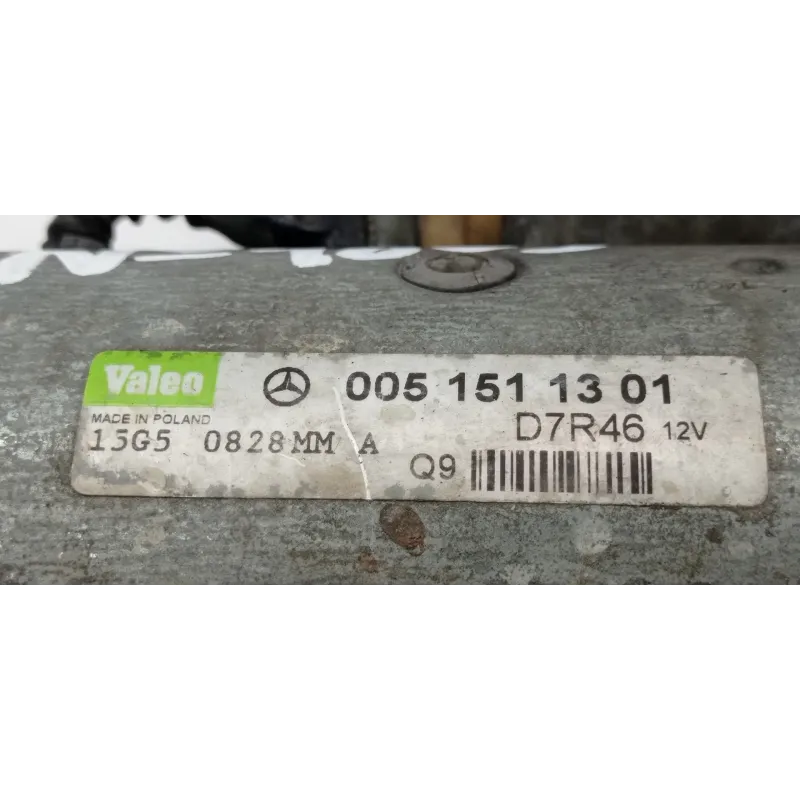 Valeo 005 151 13 01
MADE IN POLAND D7R46 12V
15G5 0828MM A
Q9